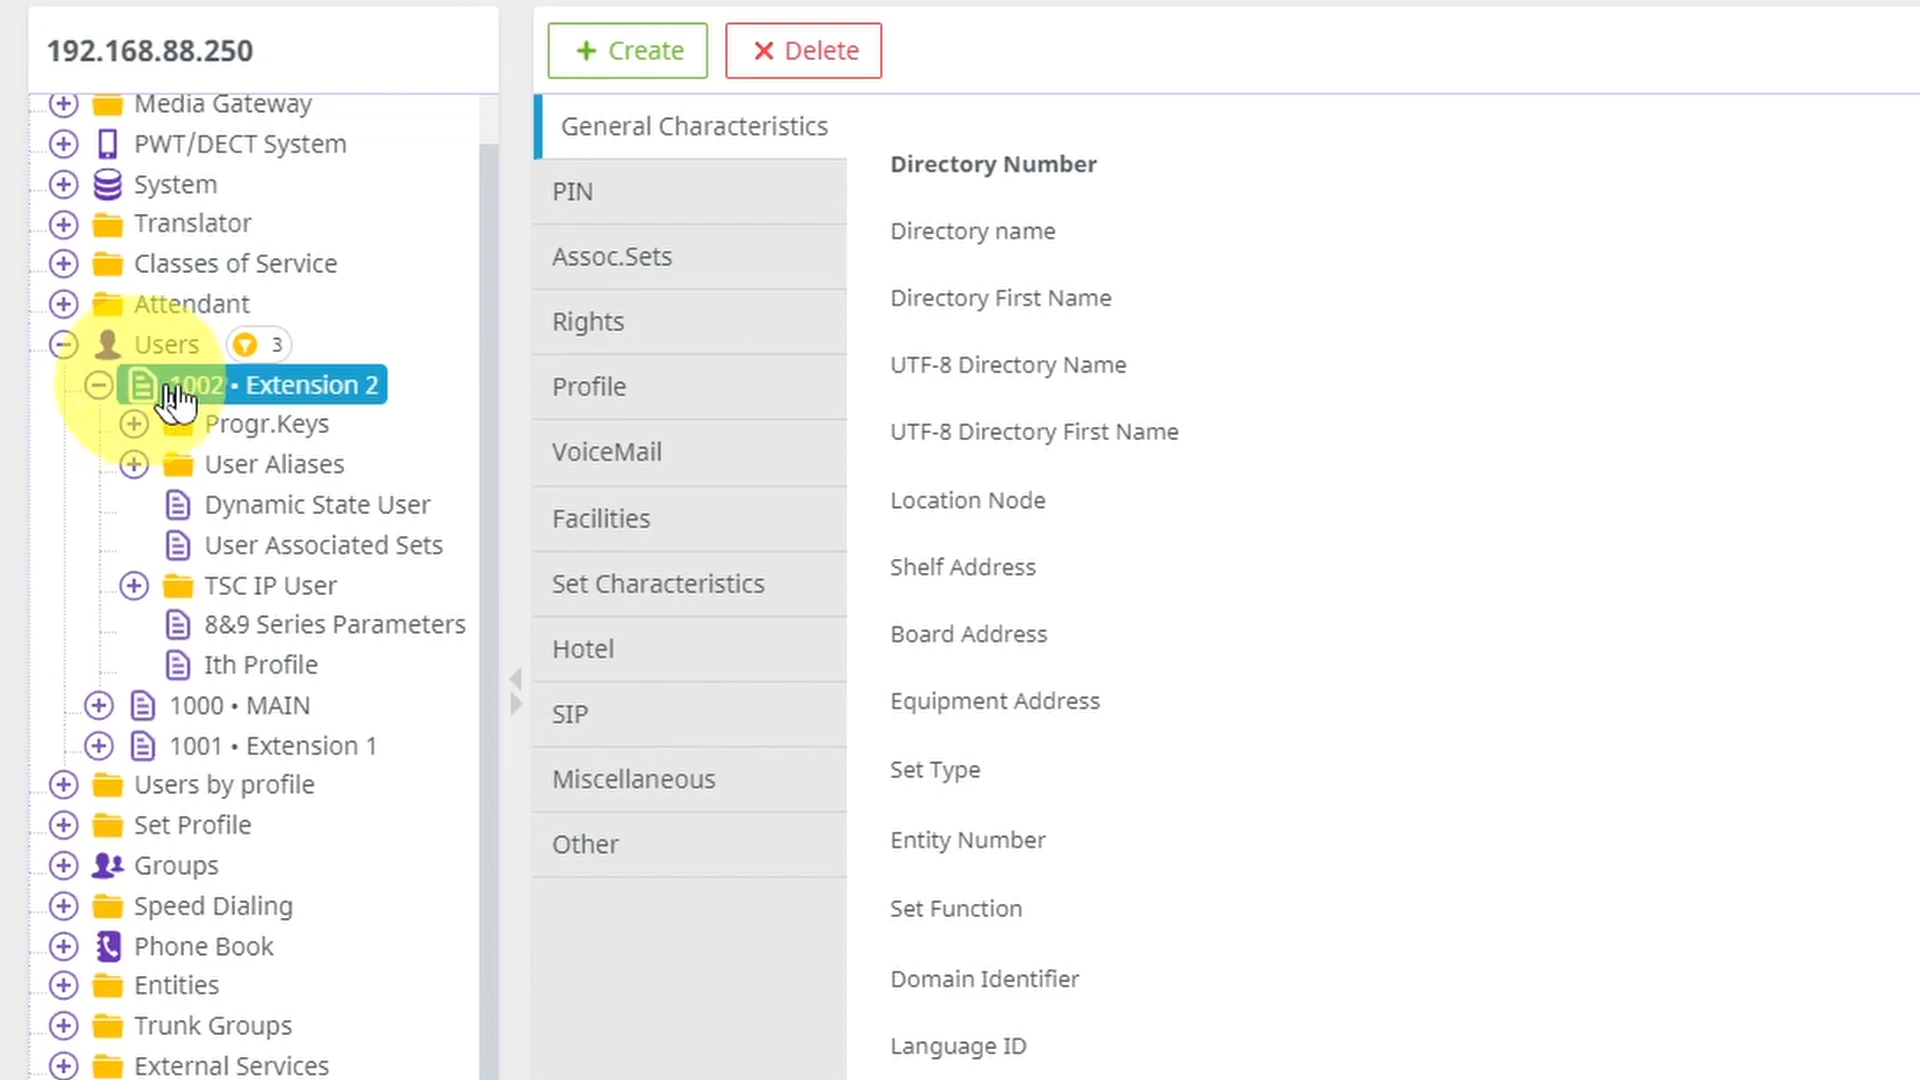 192.168.88.250
Media Gateway
PWT/DECT System
System
Translator
Classes of Service
Attendant
Users 3
1002 • Extension 2
Progr.Keys
User Aliases
Dynamic State User
User Associated Sets
TSC IP User
8&9 Series Parameters
Ith Profile
1000 • MAIN
1001 • Extension 1
Users by profile
Set Profile
Groups
Speed Dialing
Phone Book
Entities
Trunk Groups
External Services
Create
Delete
General Characteristics
PIN
Assoc.Sets
Rights
Profile
VoiceMail
Facilities
Set Characteristics
Hotel
SIP
Miscellaneous
Other
Directory Number
Directory name
Directory First Name
UTF-8 Directory Name
UTF-8 Directory First Name
Location Node
Shelf Address
Board Address
Equipment Address
Set Type
Entity Number
Set Function
Domain Identifier
Language ID